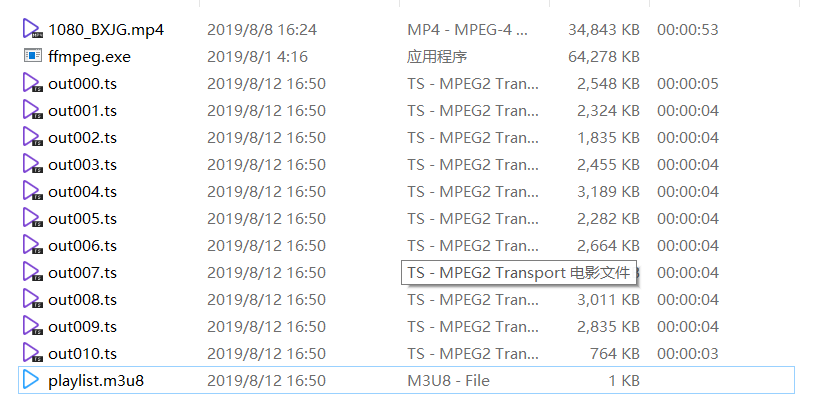 1080_BXJG.mp4 2019/8/8 16:24 MP4 - MPEG-4 ... 34,843 KB 00:00:53
ffmpeg.exe 2019/8/1 4:16 应用程序 64,278 KB
out000.ts 2019/8/12 16:50 TS - MPEG2 Tran... 2,548 KB 00:00:05
out001.ts 2019/8/12 16:50 TS - MPEG2 Tran... 2,324 KB 00:00:04
out002.ts 2019/8/12 16:50 TS - MPEG2 Tran... 1,835 KB 00:00:04
out003.ts 2019/8/12 16:50 TS - MPEG2 Tran... 2,455 KB 00:00:04
out004.ts 2019/8/12 16:50 TS - MPEG2 Tran... 3,189 KB 00:00:04
out005.ts 2019/8/12 16:50 TS - MPEG2 Tran... 2,282 KB 00:00:04
out006.ts 2019/8/12 16:50 TS - MPEG2 Tran... 2,664 KB 00:00:04
out007.ts 2019/8/12 16:50 TS - MPEG2 Transport 电影文件 00:00:04
out008.ts 2019/8/12 16:50 TS - MPEG2 Tran... 3,011 KB 00:00:04
out009.ts 2019/8/12 16:50 TS - MPEG2 Tran... 2,835 KB 00:00:04
out010.ts 2019/8/12 16:50 TS - MPEG2 Tran... 764 KB 00:00:03
playlist.m3u8 2019/8/12 16:50 M3U8 - File 1 KB